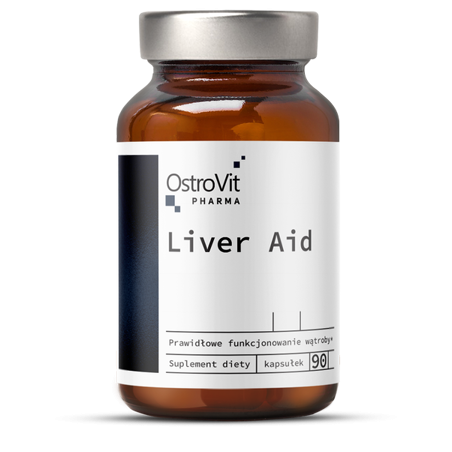 OstroVit
PHARMA
Liver Aid
Prawidłowe funkcjonowanie wątroby*
Suplement diety kapsułek 90